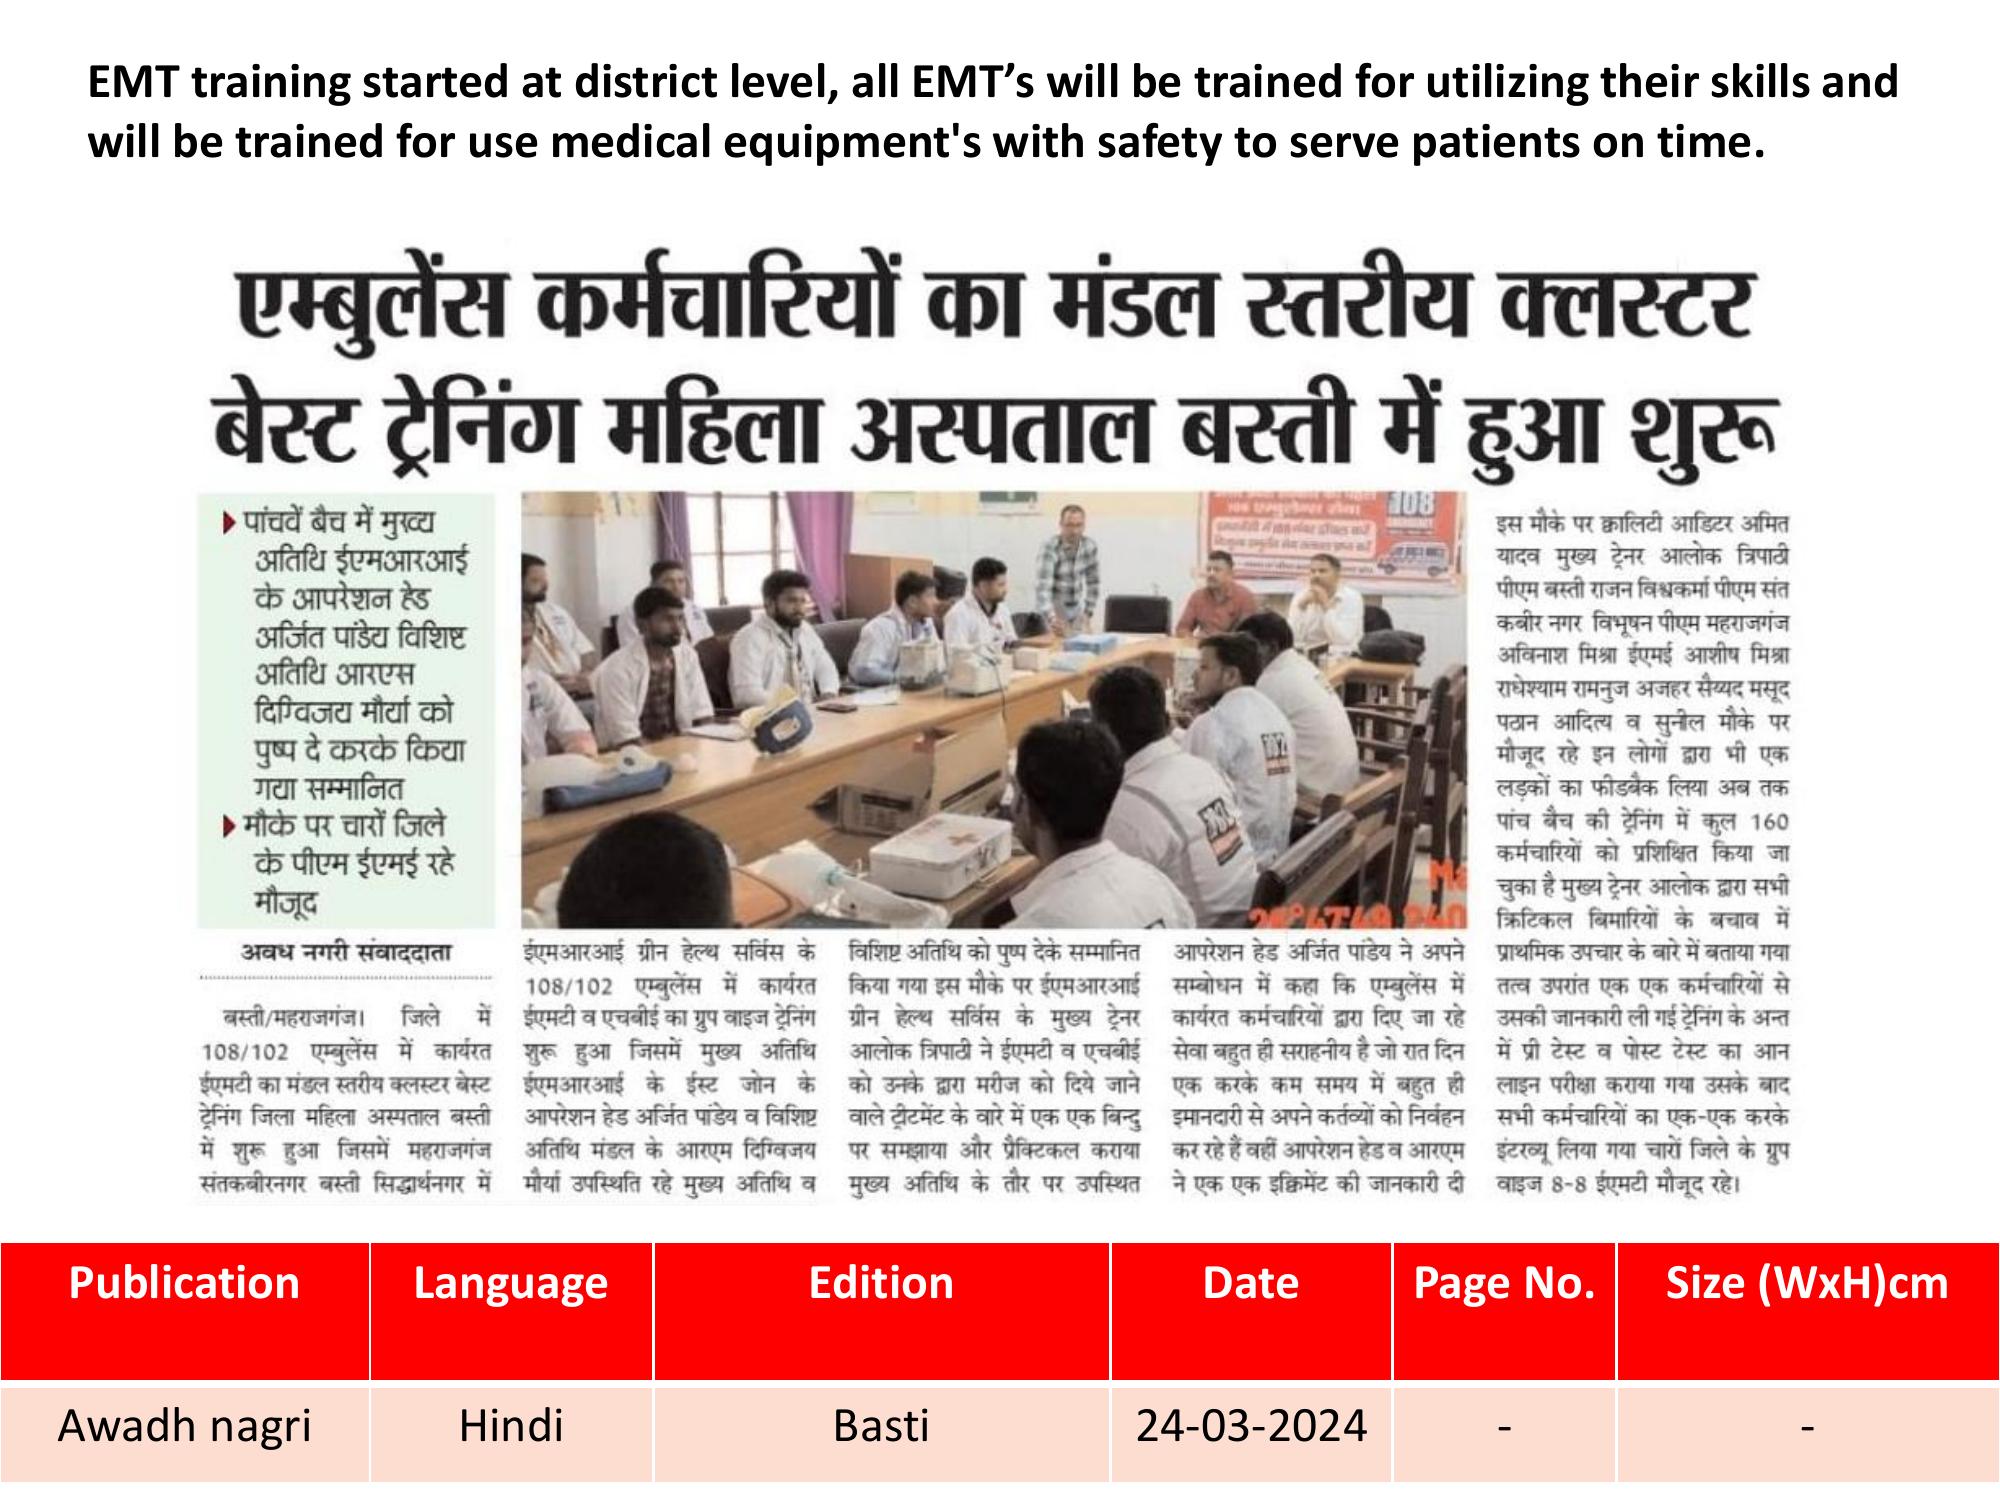 EMT training started at district level, all EMT’s will be trained for utilizing their skills and
will be trained for use medical equipment's with safety to serve patients on time.
एम्बुलेंस कर्मचारियों का मंडल स्तरीय क्लस्टर
बेस्ट ट्रेनिंग महिला अस्पताल बस्ती में हुआ शुरू
पांचवें बैच में मुख्य
अतिथि ईएमआरआई
के आपरेशन हेड
अर्जित पांडेय विशिष्ट
अतिथि आरएस
दिग्विजय मौर्या को
पुष्प दे करके किया
गया सम्मानित
मौके पर चारों जिले
के पीएम ईएमई रहे
मौजूद
अवध नगरी संवाददाता
बस्ती/महराजगंज। जिले में
108/102 एम्बुलेंस में कार्यरत
ईएमटी का मंडल स्तरीय क्लस्टर बेस्ट
ट्रेनिंग जिला महिला अस्पताल बस्ती
में शुरू हुआ जिसमें महराजगंज
संतकबीरनगर बस्ती सिद्धार्थनगर में
108
ईएमआरआई ग्रीन हेल्थ सर्विस के
108/102 एम्बुलेंस में कार्यरत
ईएमटी व एचबीई का ग्रुप वाइज ट्रेनिंग
शुरू हुआ जिसमें मुख्य अतिथि
ईएमआरआई के ईस्ट जोन के
आपरेशन हेड अर्जित पांडेय व विशिष्ट
अतिथि मंडल के आरएम दिग्विजय
मौर्या उपस्थिति रहे मुख्य अतिथि व
विशिष्ट अतिथि को पुष्प देके सम्मानित
किया गया इस मौके पर ईएमआरआई
ग्रीन हेल्थ सर्विस के मुख्य ट्रेनर
आलोक त्रिपाठी ने ईएमटी व एचबीई
को उनके द्वारा मरीज को दिये जाने
वाले ट्रीटमेंट के वारे में एक एक बिन्दु
पर समझाया और प्रैक्टिकल कराया
मुख्य अतिथि के तौर पर उपस्थित
आपरेशन हेड अर्जित पांडेय ने अपने
सम्बोधन में कहा कि एम्बुलेंस में
कार्यरत कर्मचारियों द्वारा दिए जा रहे
सेवा बहुत ही सराहनीय है जो रात दिन
एक करके कम समय में बहुत ही
इमानदारी से अपने कर्तव्यों को निर्वहन
कर रहे हैं वहीं आपरेशन हेड व आरएम
ने एक एक इक्विमेंट की जानकारी दी
इस मौके पर क्वालिटी आडिटर अमित
यादव मुख्य ट्रेनर आलोक त्रिपाठी
पीएम बस्ती राजन विश्वकर्मा पीएम संत
कबीर नगर विभूषन पीएम महराजगंज
अविनाश मिश्रा ईएमई आशीष मिश्रा
राधेश्याम रामनुज अजहर सैय्यद मसूद
पठान आदित्य व सुनील मौके पर
मौजूद रहे इन लोगों द्वारा भी एक
लड़कों का फीडबैक लिया अब तक
पांच बैच की ट्रेनिंग में कुल 160
कर्मचारियों को प्रशिक्षित किया जा
चुका है मुख्य ट्रेनर आलोक द्वारा सभी
क्रिटिकल बिमारियों के बचाव में
प्राथमिक उपचार के बारे में बताया गया
तत्व उपरांत एक एक कर्मचारियों से
उसकी जानकारी ली गई ट्रेनिंग के अन्त
में प्री टेस्ट व पोस्ट टेस्ट का आन
लाइन परीक्षा कराया गया उसके बाद
सभी कर्मचारियों का एक-एक करके
इंटरव्यू लिया गया चारों जिले के ग्रुप
वाइज 8-8 ईएमटी मौजूद रहे।
Publication Language Edition Date Page No. Size (WxH)cm
Awadh nagri Hindi Basti 24-03-2024 - -